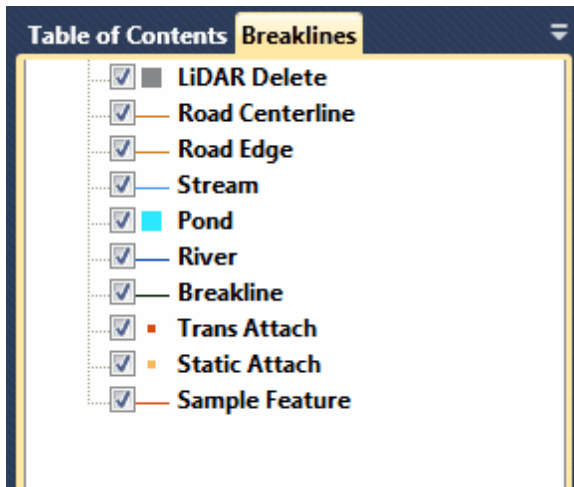 Table of Contents Breaklines
LiDAR Delete
Road Centerline
Road Edge
Stream
Pond
River
Breakline
Trans Attach
Static Attach
Sample Feature